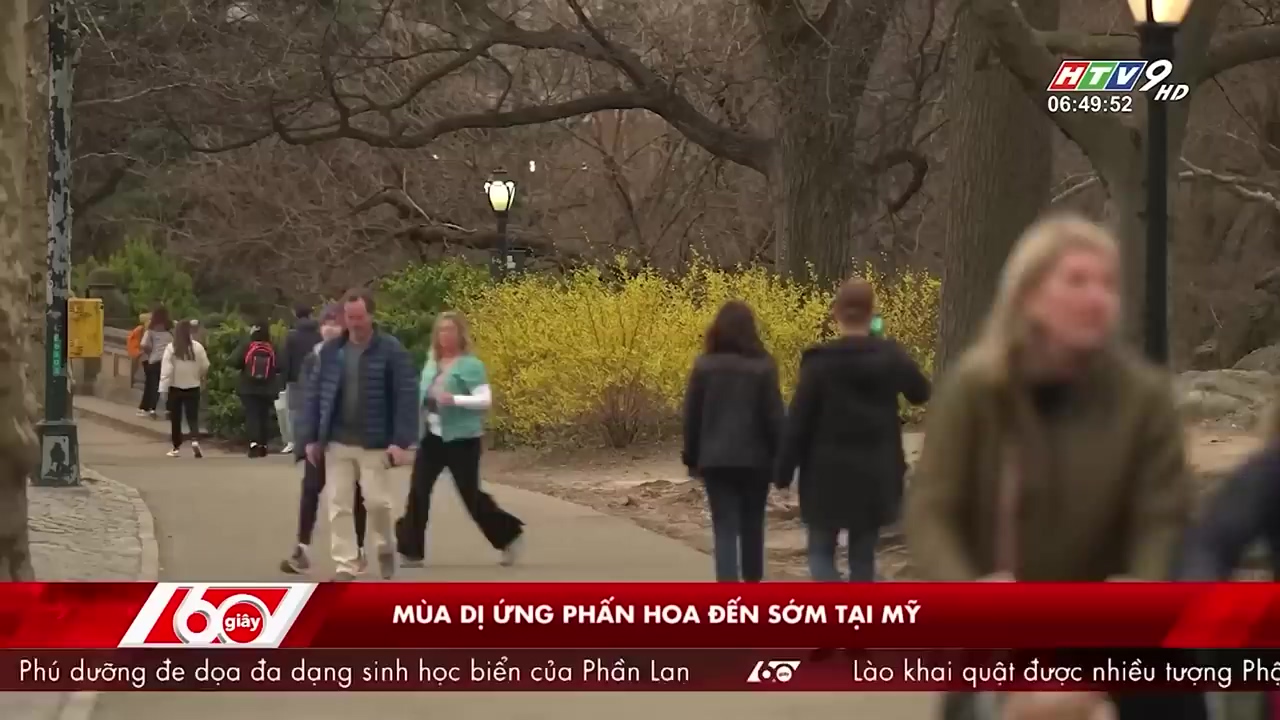 HTV9 HD
06:49:52
60 giây
MÙA DỊ ỨNG PHẤN HOA ĐẾN SỚM TẠI MỸ
Phú dưỡng đe dọa đa dạng sinh học biển của Phần Lan
60 giây
Lào khai quật được nhiều tượng